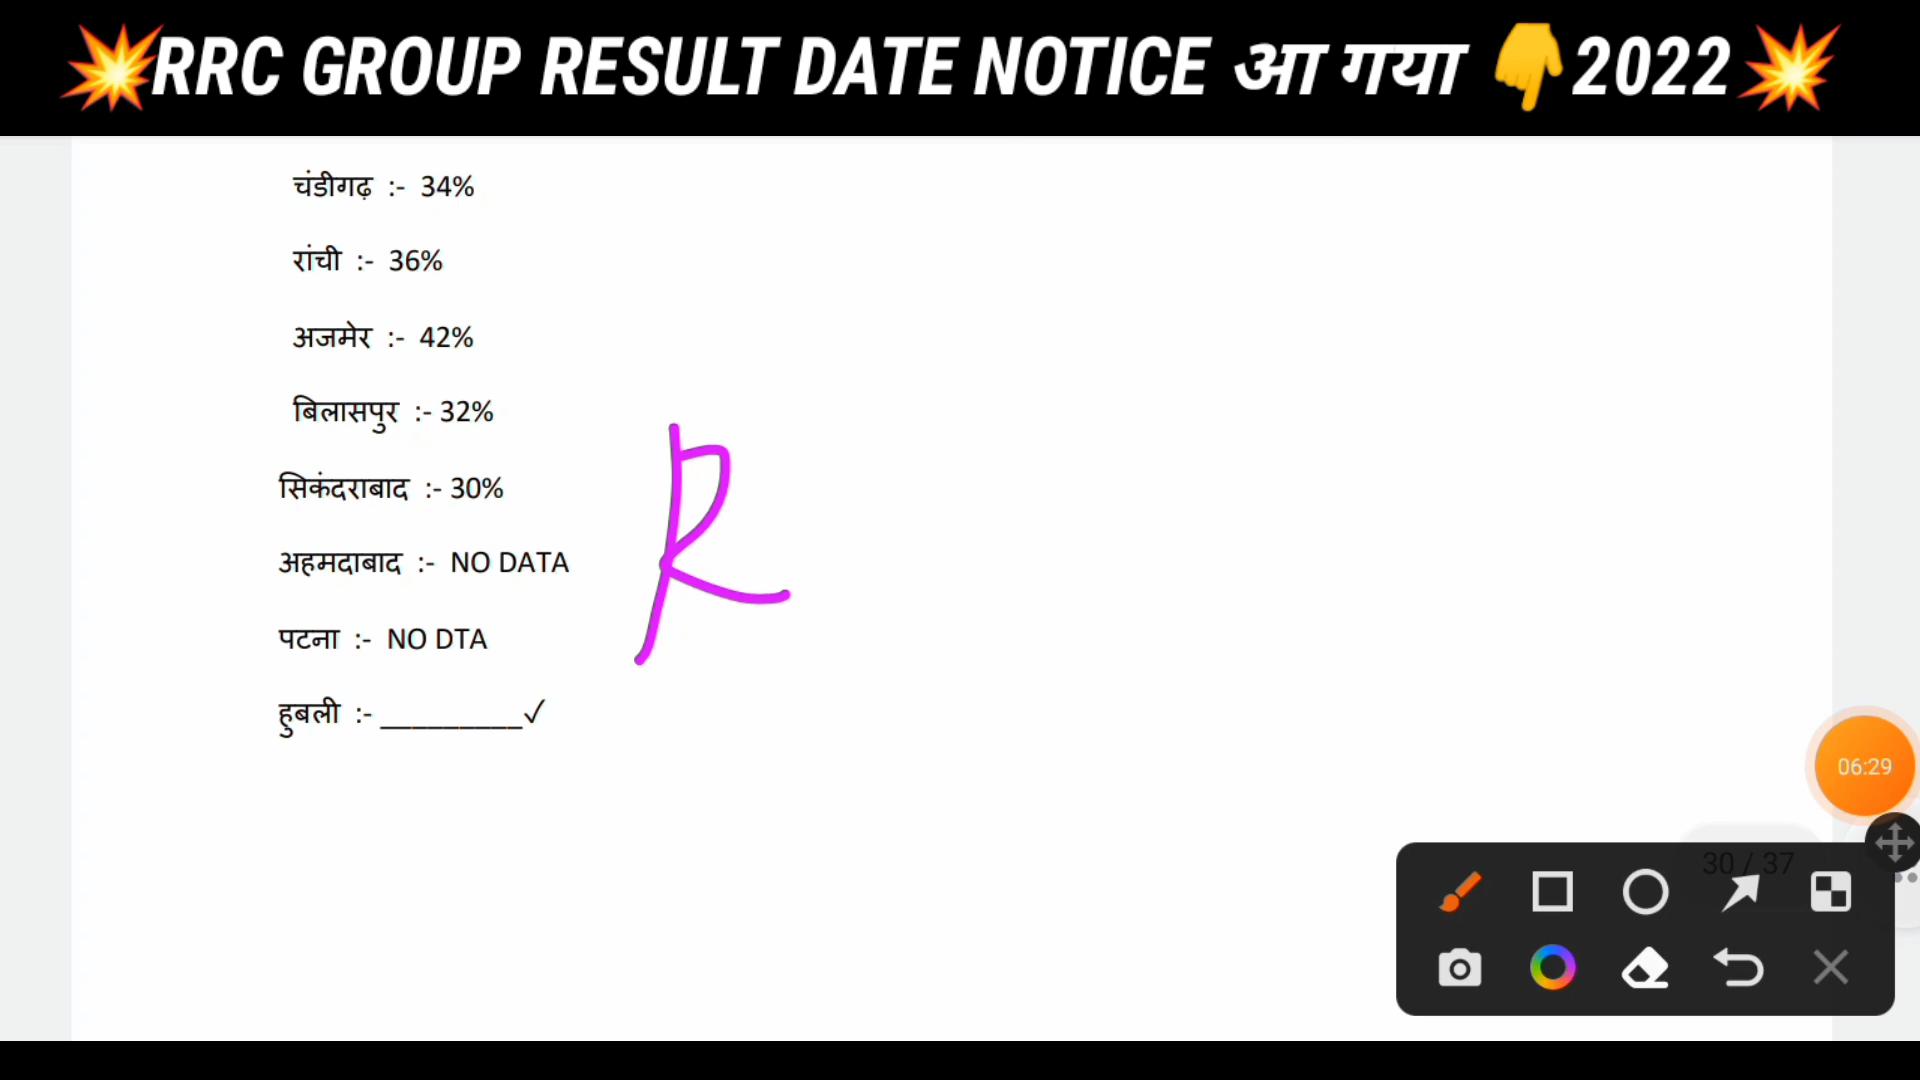 💥RRC GROUP RESULT DATE NOTICE आ गया 👇2022💥
चंडीगढ़ :- 34%
रांची :- 36%
अजमेर :- 42%
बिलासपुर :- 32%
सिकंदराबाद :- 30%
अहमदाबाद :- NO DATA
पटना :- NO DTA
हुबली :- _________✓
R
06:29
30 / 37